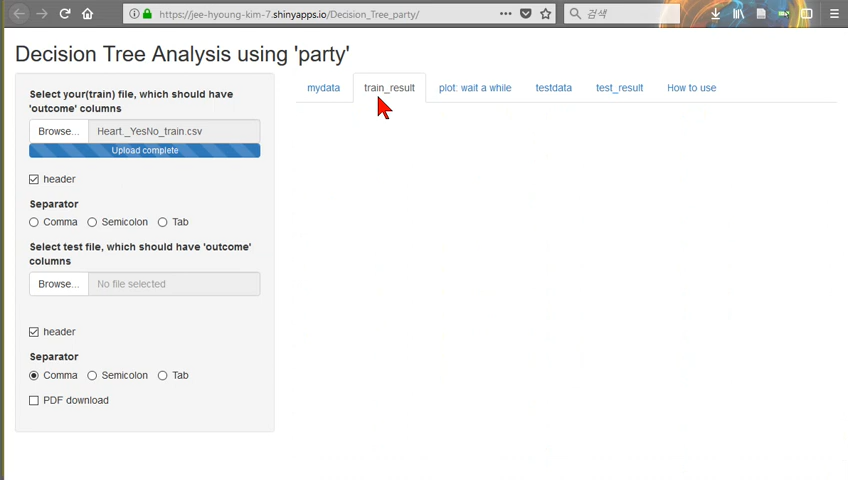 https://jee-hyoung-kim-7.shinyapps.io/Decision_Tree_party/
검색
Decision Tree Analysis using 'party'
Select your(train) file, which should have
'outcome' columns
Browse...
Heart._YesNo_train.csv
Upload complete
header
Separator
Comma
Semicolon
Tab
Select test file, which should have 'outcome'
columns
Browse...
No file selected
header
Separator
Comma
Semicolon
Tab
PDF download
mydata
train_result
plot: wait a while
testdata
test_result
How to use